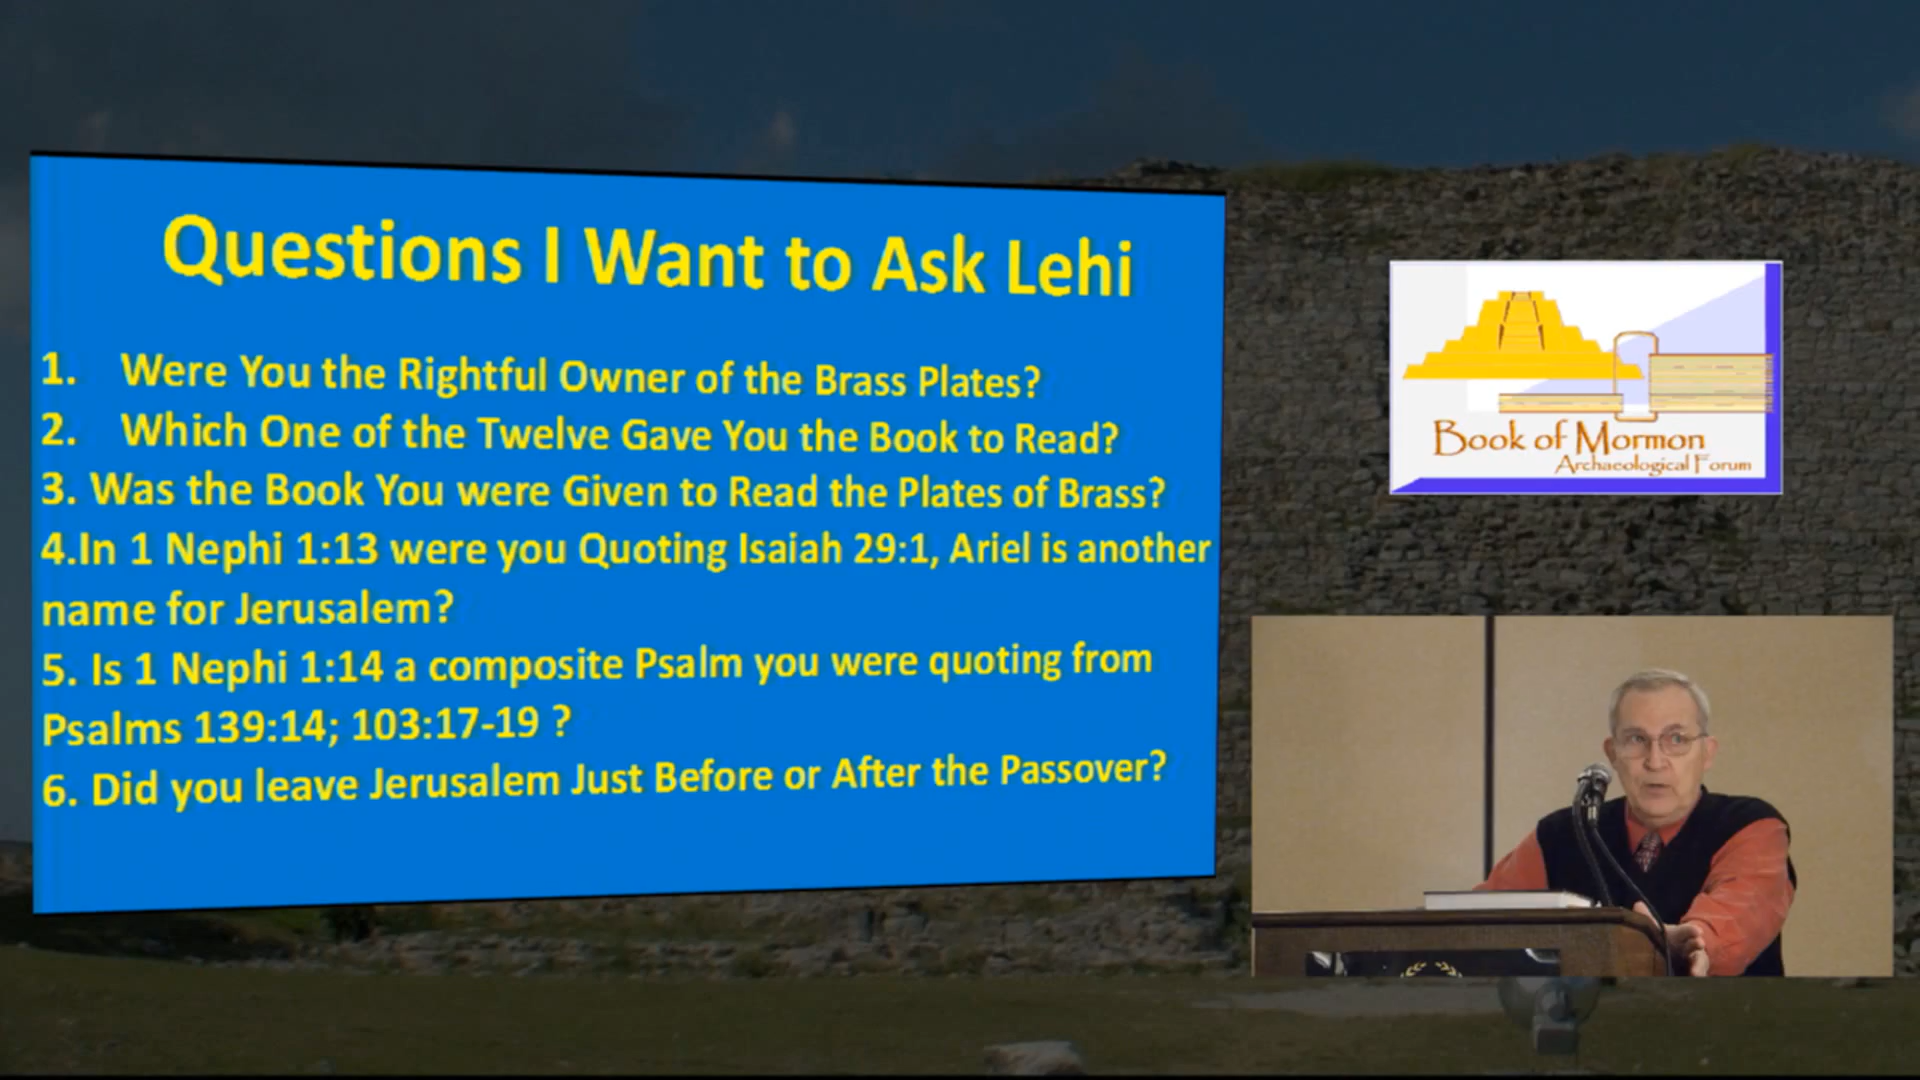 Questions I Want to Ask Lehi
1. Were You the Rightful Owner of the Brass Plates?
2. Which One of the Twelve Gave You the Book to Read?
3. Was the Book You were Given to Read the Plates of Brass?
4.In 1 Nephi 1:13 were you Quoting Isaiah 29:1, Ariel is another
name for Jerusalem?
5. Is 1 Nephi 1:14 a composite Psalm you were quoting from
Psalms 139:14; 103:17-19 ?
6. Did you leave Jerusalem Just Before or After the Passover?
Book of Mormon
Archaeological Forum